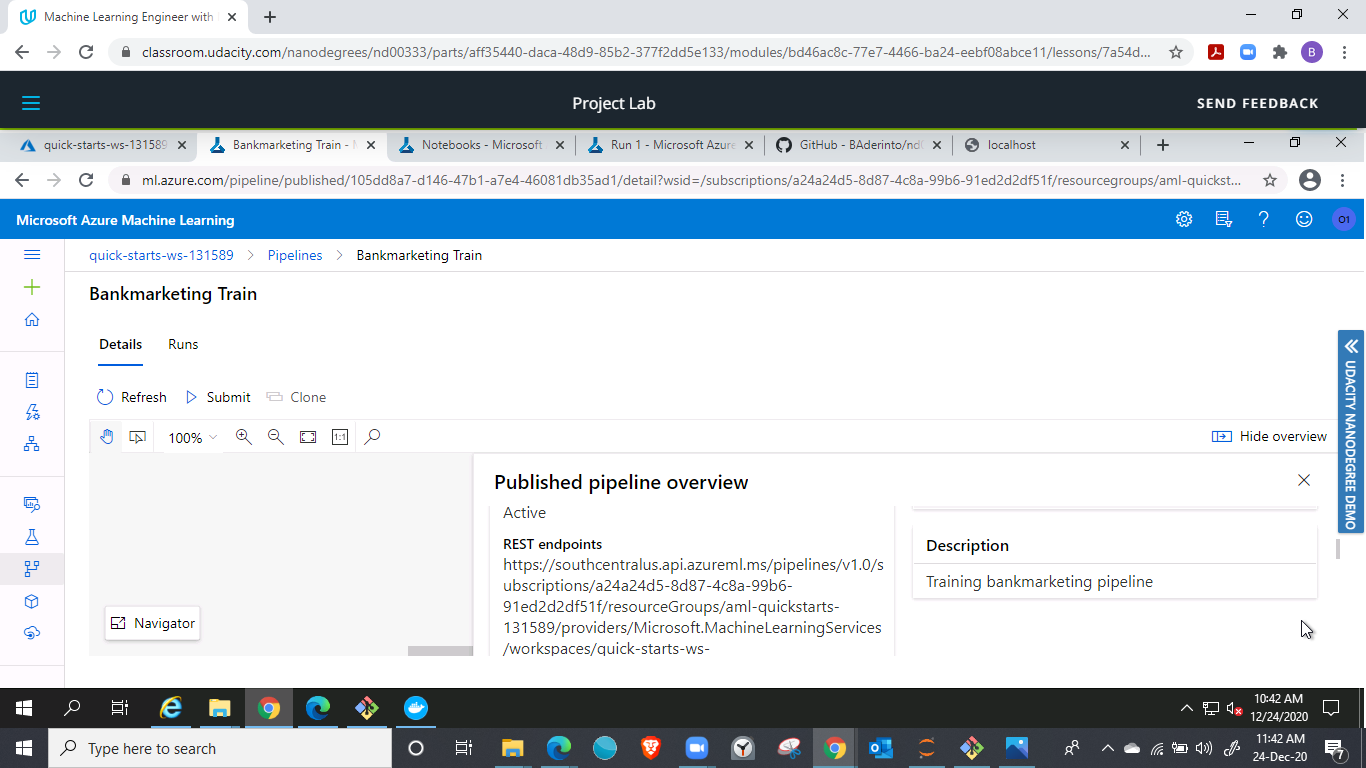 Machine Learning Engineer with
classroom.udacity.com/nanodegrees/nd00333/parts/aff35440-daca-48d9-85b2-377f2dd5e133/modules/bd46ac8c-77e7-4466-ba24-eebf08abce11/lessons/7a54d...
B
Project Lab
SEND FEEDBACK
quick-starts-ws-131589
Bankmarketing Train - M
Notebooks - Microsoft
Run 1 - Microsoft Azure
GitHub - BAderinto/nd0
localhost
ml.azure.com/pipeline/published/105dd8a7-d146-47b1-a7e4-46081db35ad1/detail?wsid=/subscriptions/a24a24d5-8d87-4c8a-99b6-91ed2d2df51f/resourcegroups/aml-quickst...
Microsoft Azure Machine Learning
O1
quick-starts-ws-131589 > Pipelines > Bankmarketing Train
Bankmarketing Train
Details
Runs
Refresh
Submit
Clone
100%
1:1
Hide overview
UDACITY NANODEGREE DEMO
Published pipeline overview
Active
REST endpoints
https://southcentralus.api.azureml.ms/pipelines/v1.0/s
ubscriptions/a24a24d5-8d87-4c8a-99b6-
91ed2d2df51f/resourceGroups/aml-quickstarts-
131589/providers/Microsoft.MachineLearningServices
/workspaces/quick-starts-ws-
Description
Training bankmarketing pipeline
Navigator
10:42 AM
12/24/2020
Type here to search
11:42 AM
24-Dec-20
7